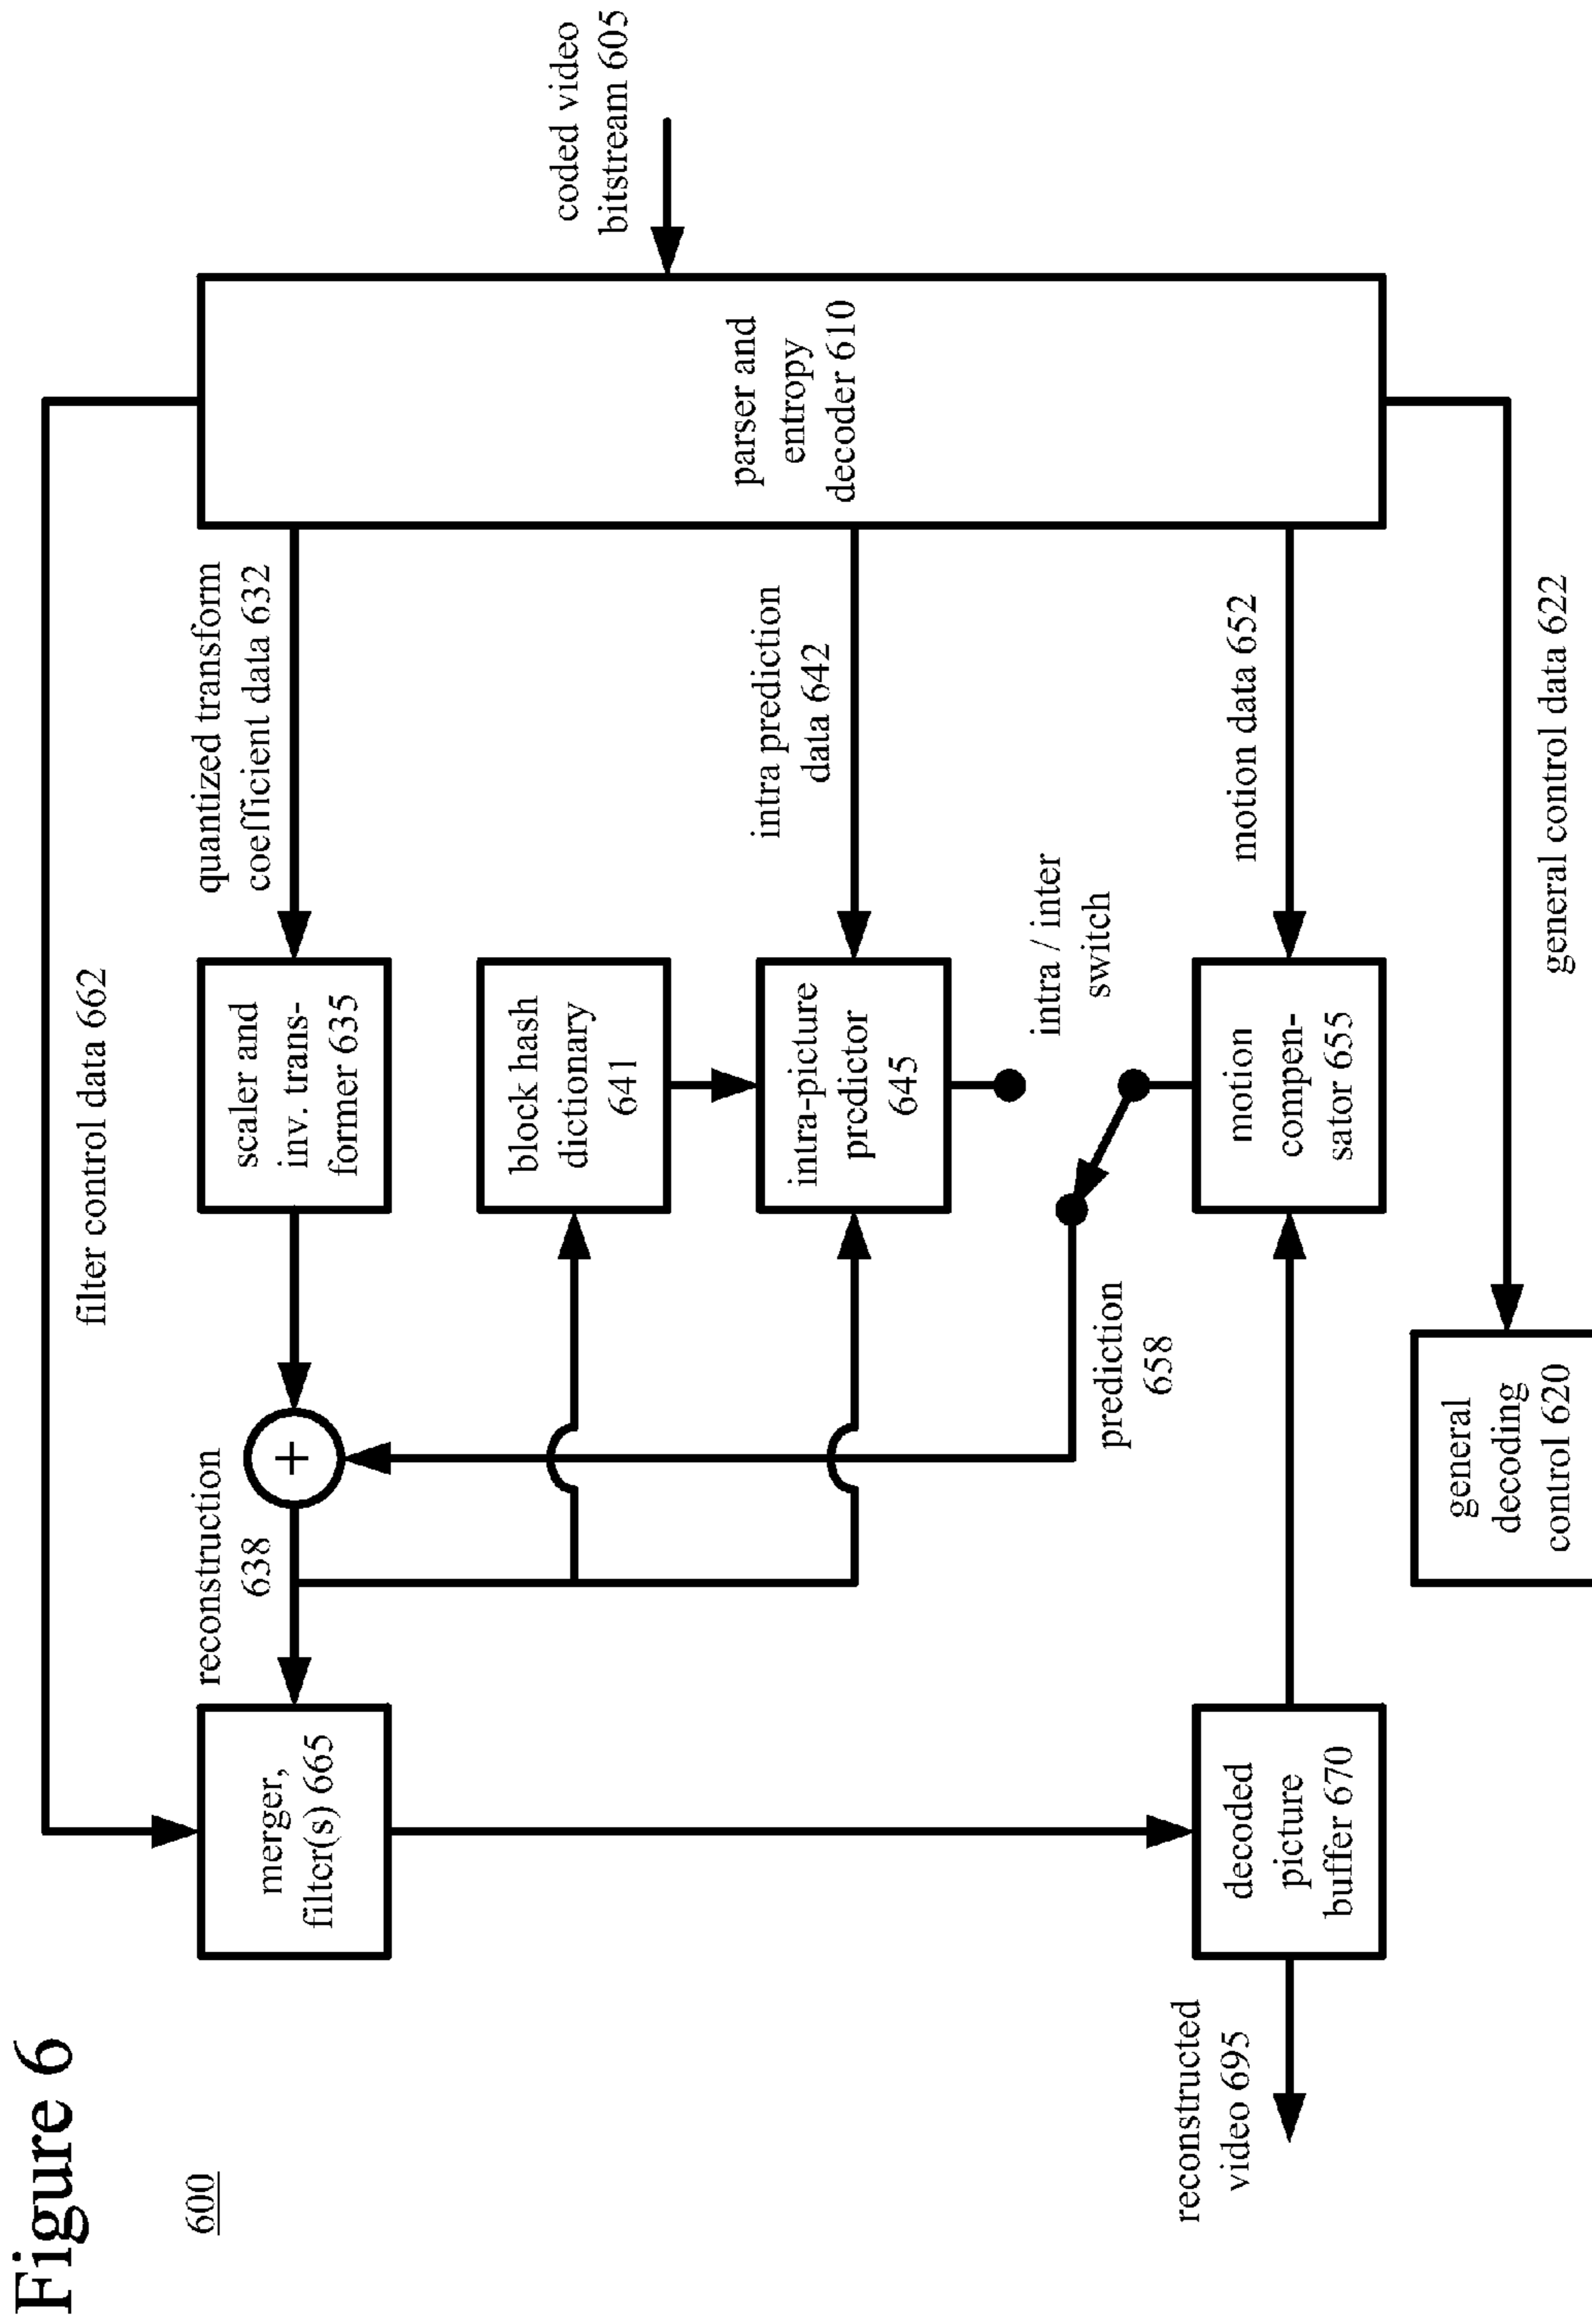 Figure 6
600
coded video
bitstream 605
parser and
entropy
decoder 610
filter control data 662
quantized transform
coefficient data 632
intra prediction
data 642
motion data 652
general control data 622
scaler and
inv. trans-
former 635
block hash
dictionary
641
intra-picture
predictor
645
intra / inter
switch
motion
compen-
sator 655
prediction
658
general
decoding
control 620
+
reconstruction
638
merger,
filter(s) 665
decoded
picture
buffer 670
reconstructed
video 695